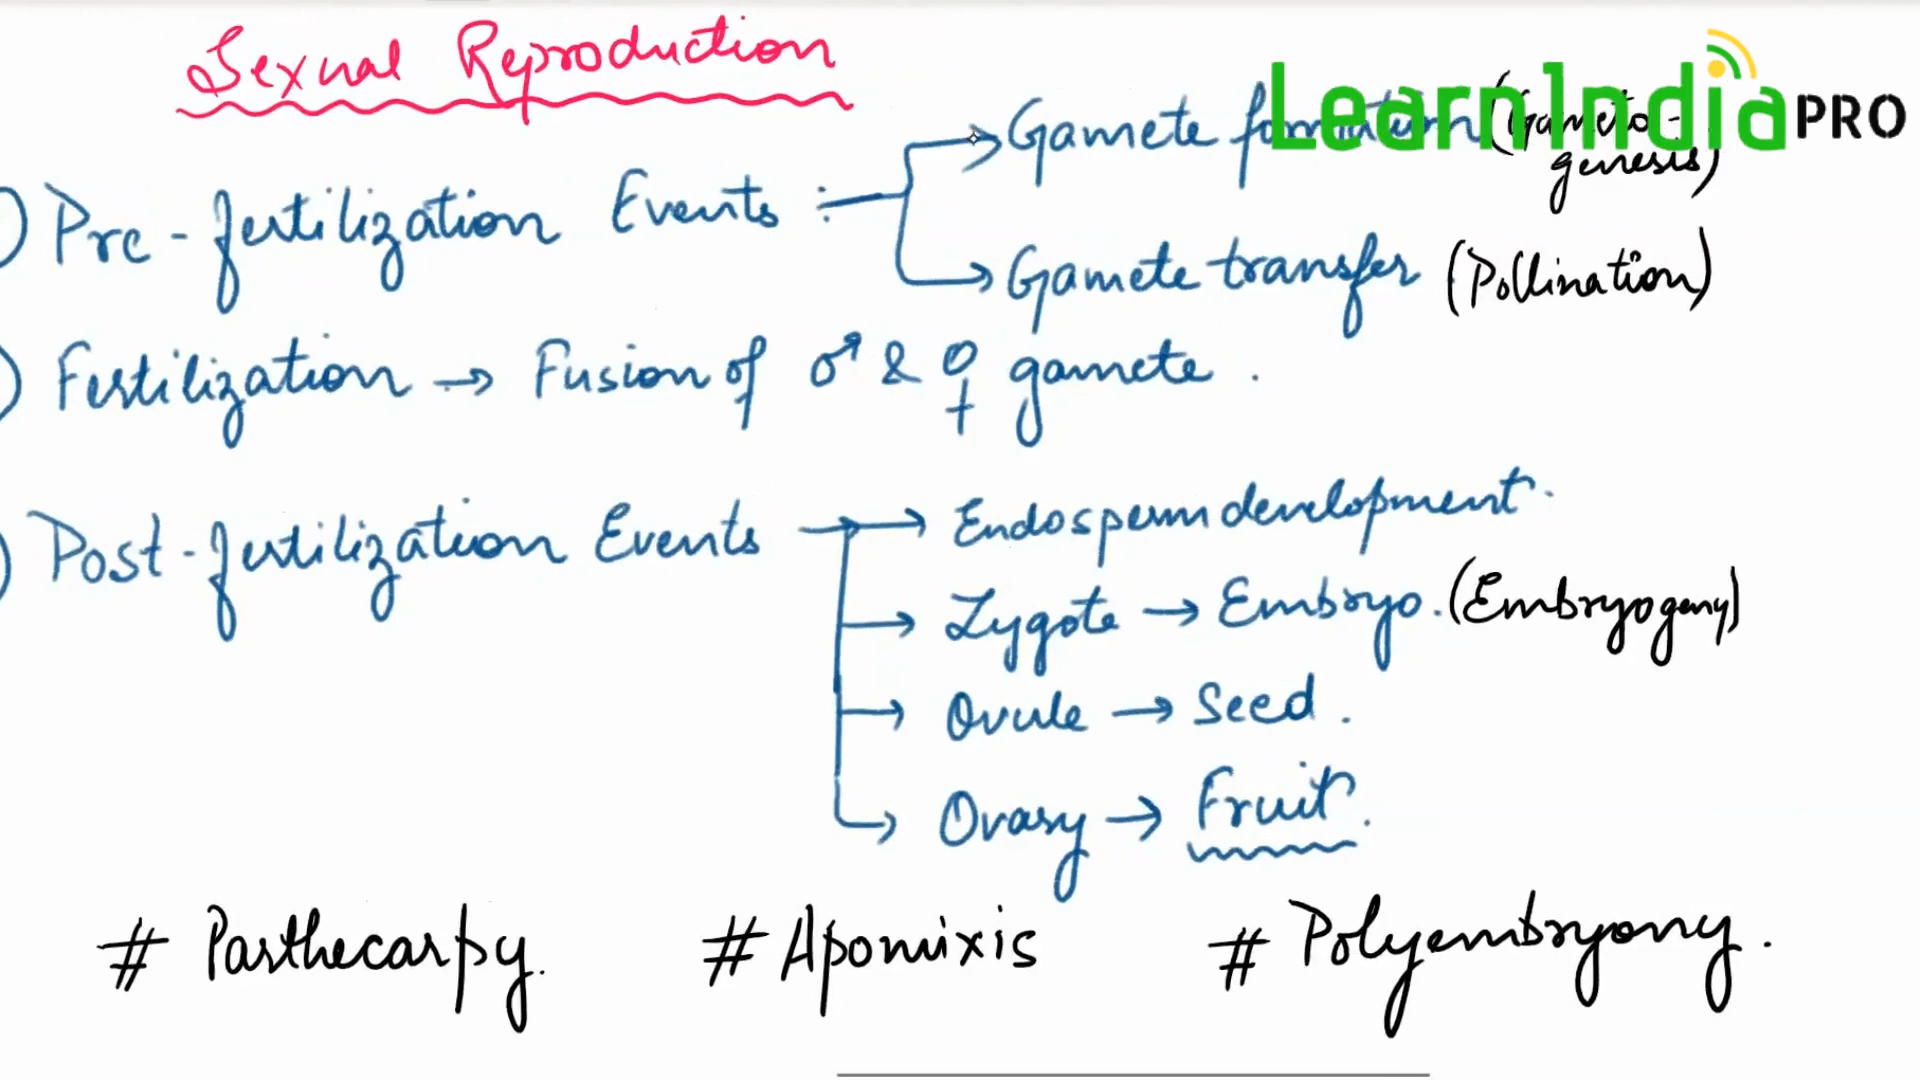 Sexual Reproduction
LearnIndia PRO
Gamete formation (Gameto-
genesis)
) Pre - fertilization Events :
Gamete transfer (Pollination)
) Fertilization → Fusion of ♂ & ♀ gamete .
) Post - fertilization Events → Endosperm development .
Zygote → Embryo . (Embryogeny)
Ovule → Seed .
Ovary → Fruit .
# Parthecarpy . # Apomixis # Polyembryony .